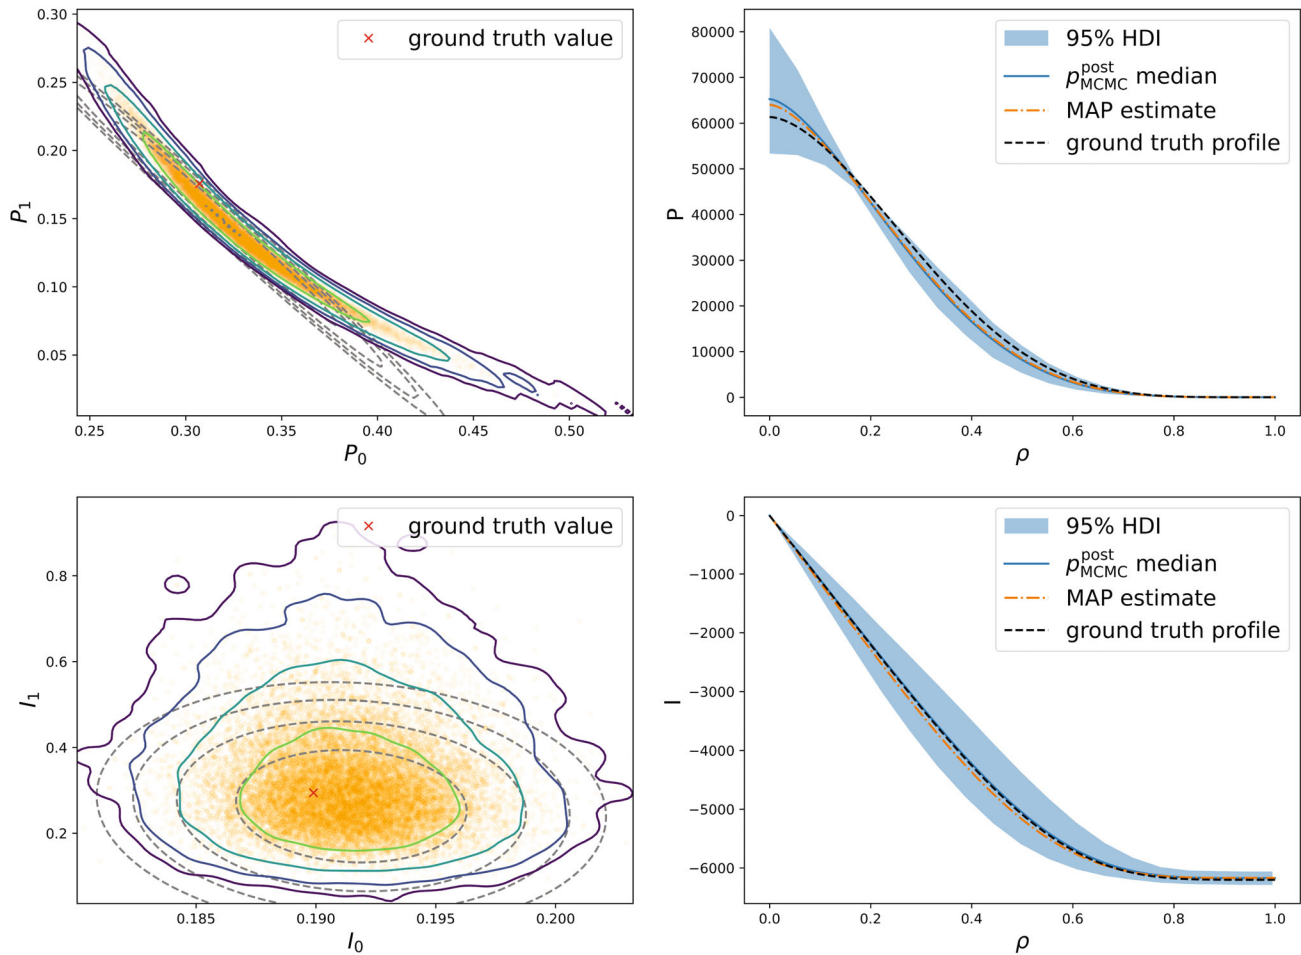 0.30
0.25
0.20
0.15
0.10
0.05
P₁
0.25 0.30 0.35 0.40 0.45 0.50
P₀
× ground truth value
80000
70000
60000
50000
40000
30000
20000
10000
0
P
0.0 0.2 0.4 0.6 0.8 1.0
ρ
95% HDI
p_MCMC^post median
MAP estimate
ground truth profile
0.8
0.6
0.4
0.2
I₁
0.185 0.190 0.195 0.200
I₀
× ground truth value
0
−1000
−2000
−3000
−4000
−5000
−6000
I
0.0 0.2 0.4 0.6 0.8 1.0
ρ
95% HDI
p_MCMC^post median
MAP estimate
ground truth profile